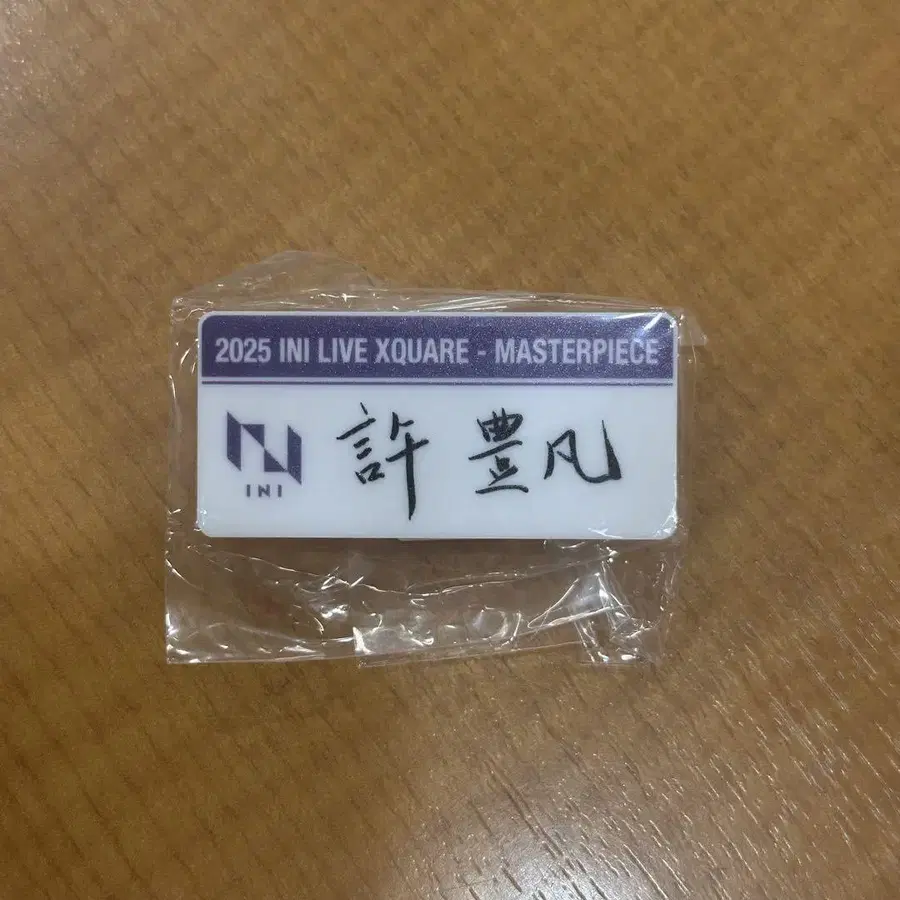 2025 INI LIVE XQUARE - MASTERPIECE
許 豊凡
INI